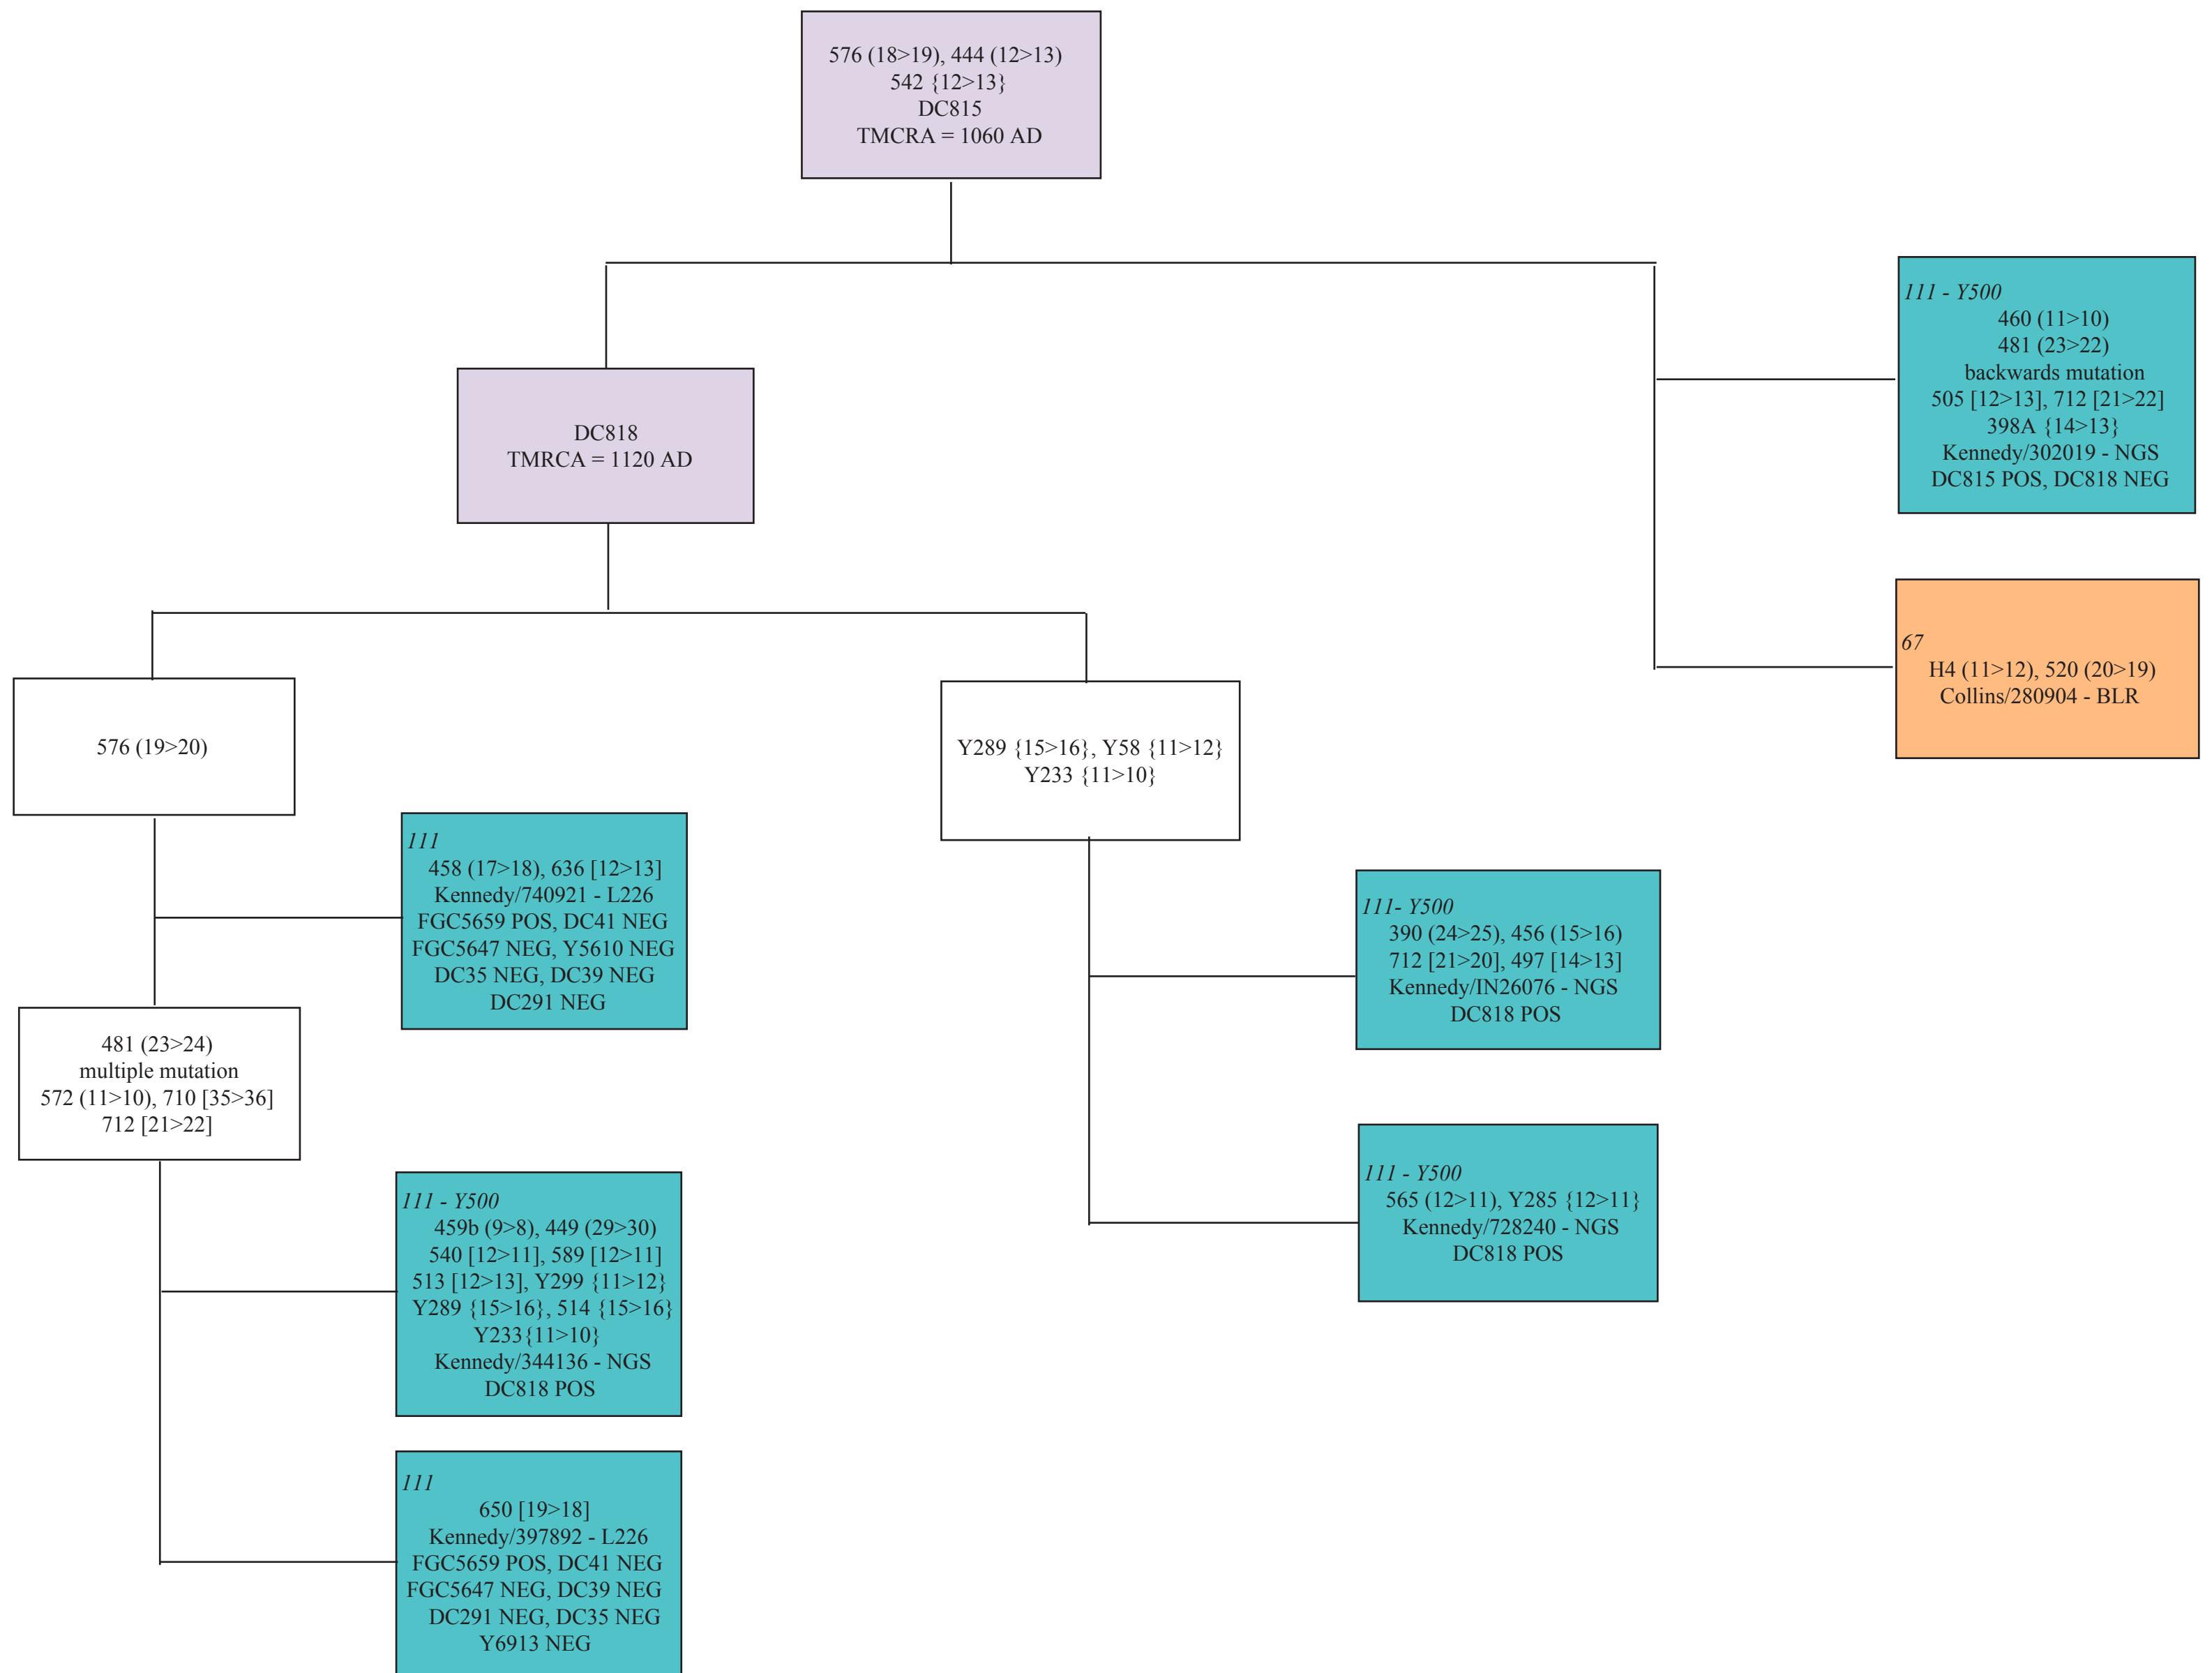 576 (18>19), 444 (12>13)
542 {12>13}
DC815
TMCRA = 1060 AD
111 - Y500
460 (11>10)
481 (23>22)
backwards mutation
505 [12>13], 712 [21>22]
398A {14>13}
Kennedy/302019 - NGS
DC815 POS, DC818 NEG
DC818
TMRCA = 1120 AD
67
H4 (11>12), 520 (20>19)
Collins/280904 - BLR
576 (19>20)
Y289 {15>16}, Y58 {11>12}
Y233 {11>10}
111
458 (17>18), 636 [12>13]
Kennedy/740921 - L226
FGC5659 POS, DC41 NEG
FGC5647 NEG, Y5610 NEG
DC35 NEG, DC39 NEG
DC291 NEG
111- Y500
390 (24>25), 456 (15>16)
712 [21>20], 497 [14>13]
Kennedy/IN26076 - NGS
DC818 POS
481 (23>24)
multiple mutation
572 (11>10), 710 [35>36]
712 [21>22]
111 - Y500
565 (12>11), Y285 {12>11}
Kennedy/728240 - NGS
DC818 POS
111 - Y500
459b (9>8), 449 (29>30)
540 [12>11], 589 [12>11]
513 [12>13], Y299 {11>12}
Y289 {15>16}, 514 {15>16}
Y233{11>10}
Kennedy/344136 - NGS
DC818 POS
111
650 [19>18]
Kennedy/397892 - L226
FGC5659 POS, DC41 NEG
FGC5647 NEG, DC39 NEG
DC291 NEG, DC35 NEG
Y6913 NEG